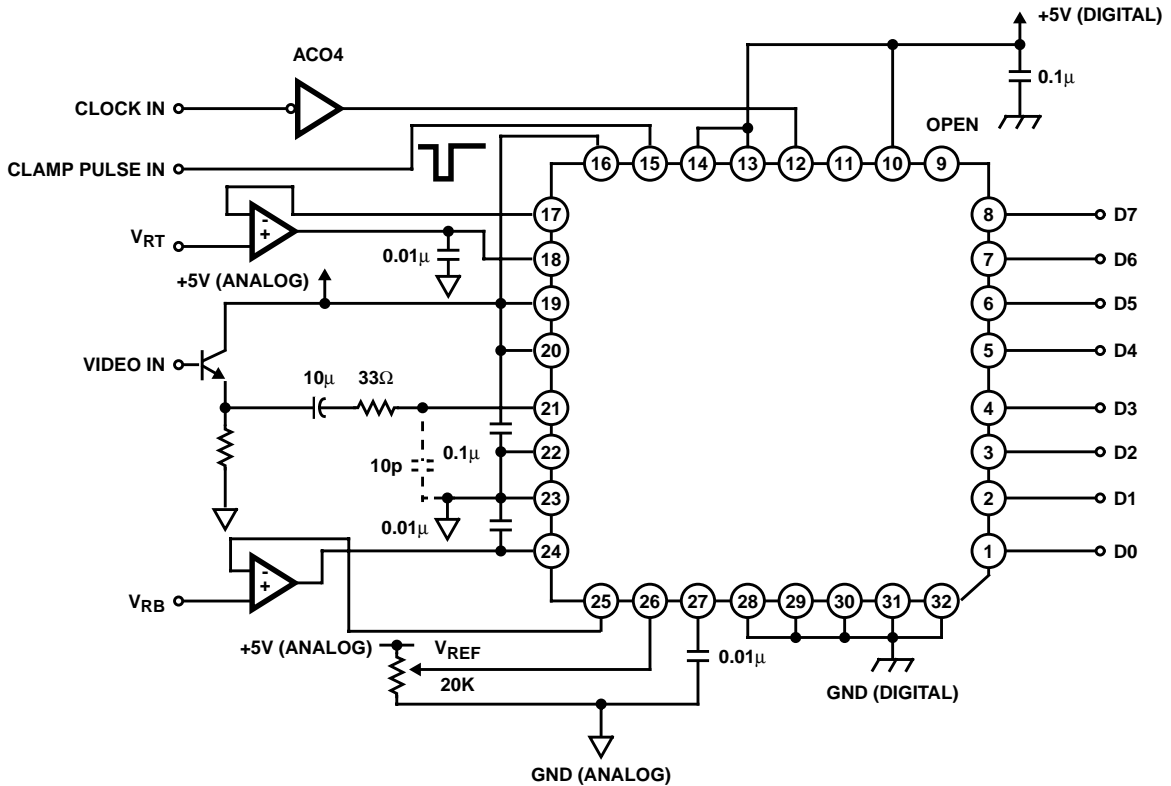 +5V (DIGITAL)
ACO4
0.1µ
CLOCK IN
OPEN
CLAMP PULSE IN
16 15 14 13 12 11 10 9
17
8
D7
-
+
VRT
0.01µ
18
7
D6
+5V (ANALOG)
19
6
D5
20
5
D4
VIDEO IN
10µ
33Ω
21
4
D3
0.1µ
22
3
D2
10p
23
2
D1
0.01µ
24
1
D0
-
+
VRB
25 26 27 28 29 30 31 32
+5V (ANALOG)
VREF
0.01µ
20K
GND (DIGITAL)
GND (ANALOG)